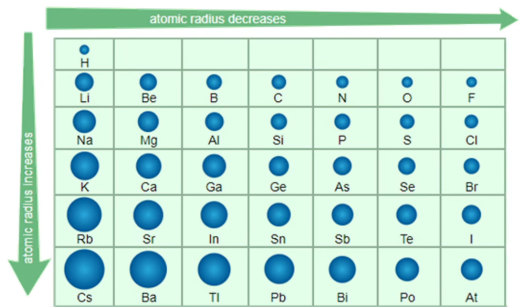 atomic radius decreases
atomic radius increases
H
Li Be B C N O F
Na Mg Al Si P S Cl
K Ca Ga Ge As Se Br
Rb Sr In Sn Sb Te I
Cs Ba Tl Pb Bi Po At